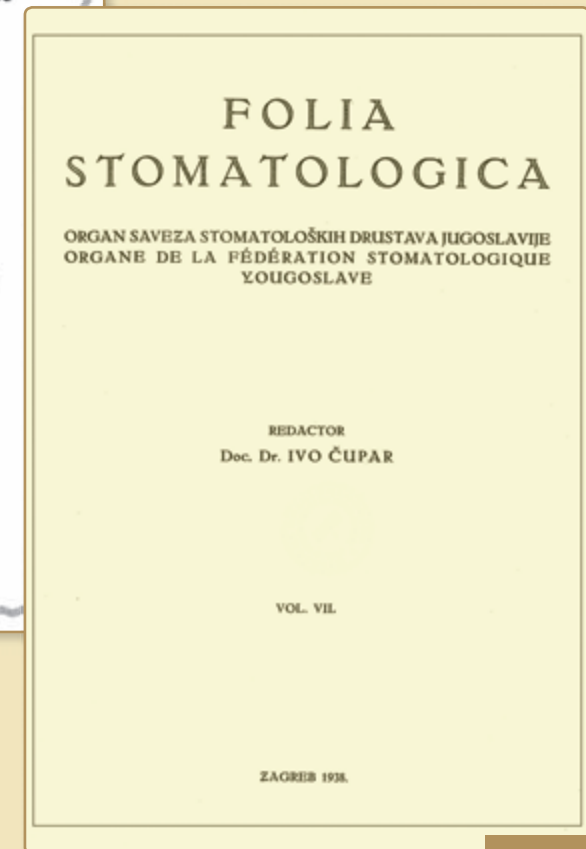 FOLIA
STOMATOLOGICA
ORGAN SAVEZA STOMATOLOŠKIH DRUSTAVA JUGOSLAVIJE
ORGANE DE LA FÉDÉRATION STOMATOLOGIQUE
YOUGOSLAVE
REDACTOR
Doc. Dr. IVO ČUPAR
VOL. VII.
ZAGREB 1938.